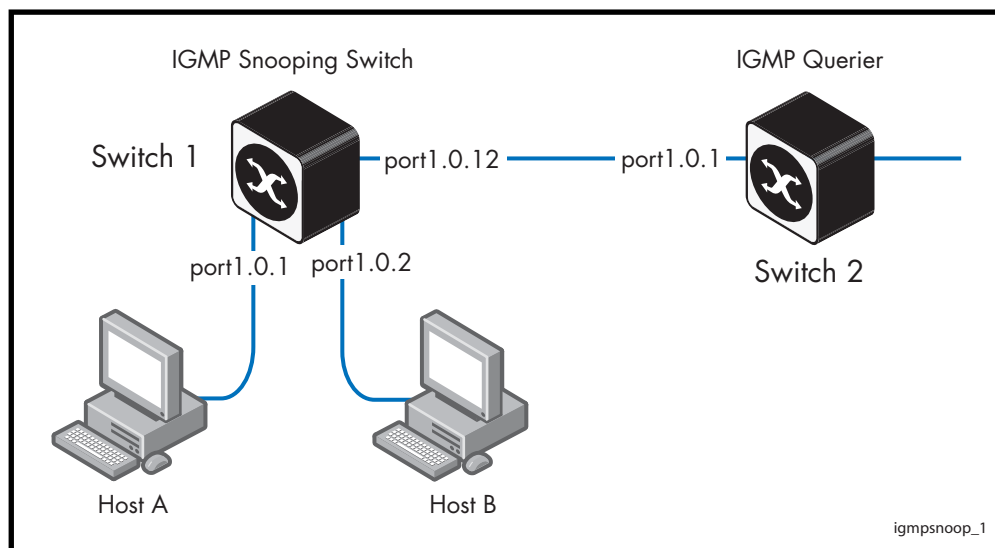 IGMP Snooping Switch
IGMP Querier
Switch 1
port1.0.12
port1.0.1
port1.0.1
port1.0.2
Switch 2
Host A
Host B
igmpsnoop_1